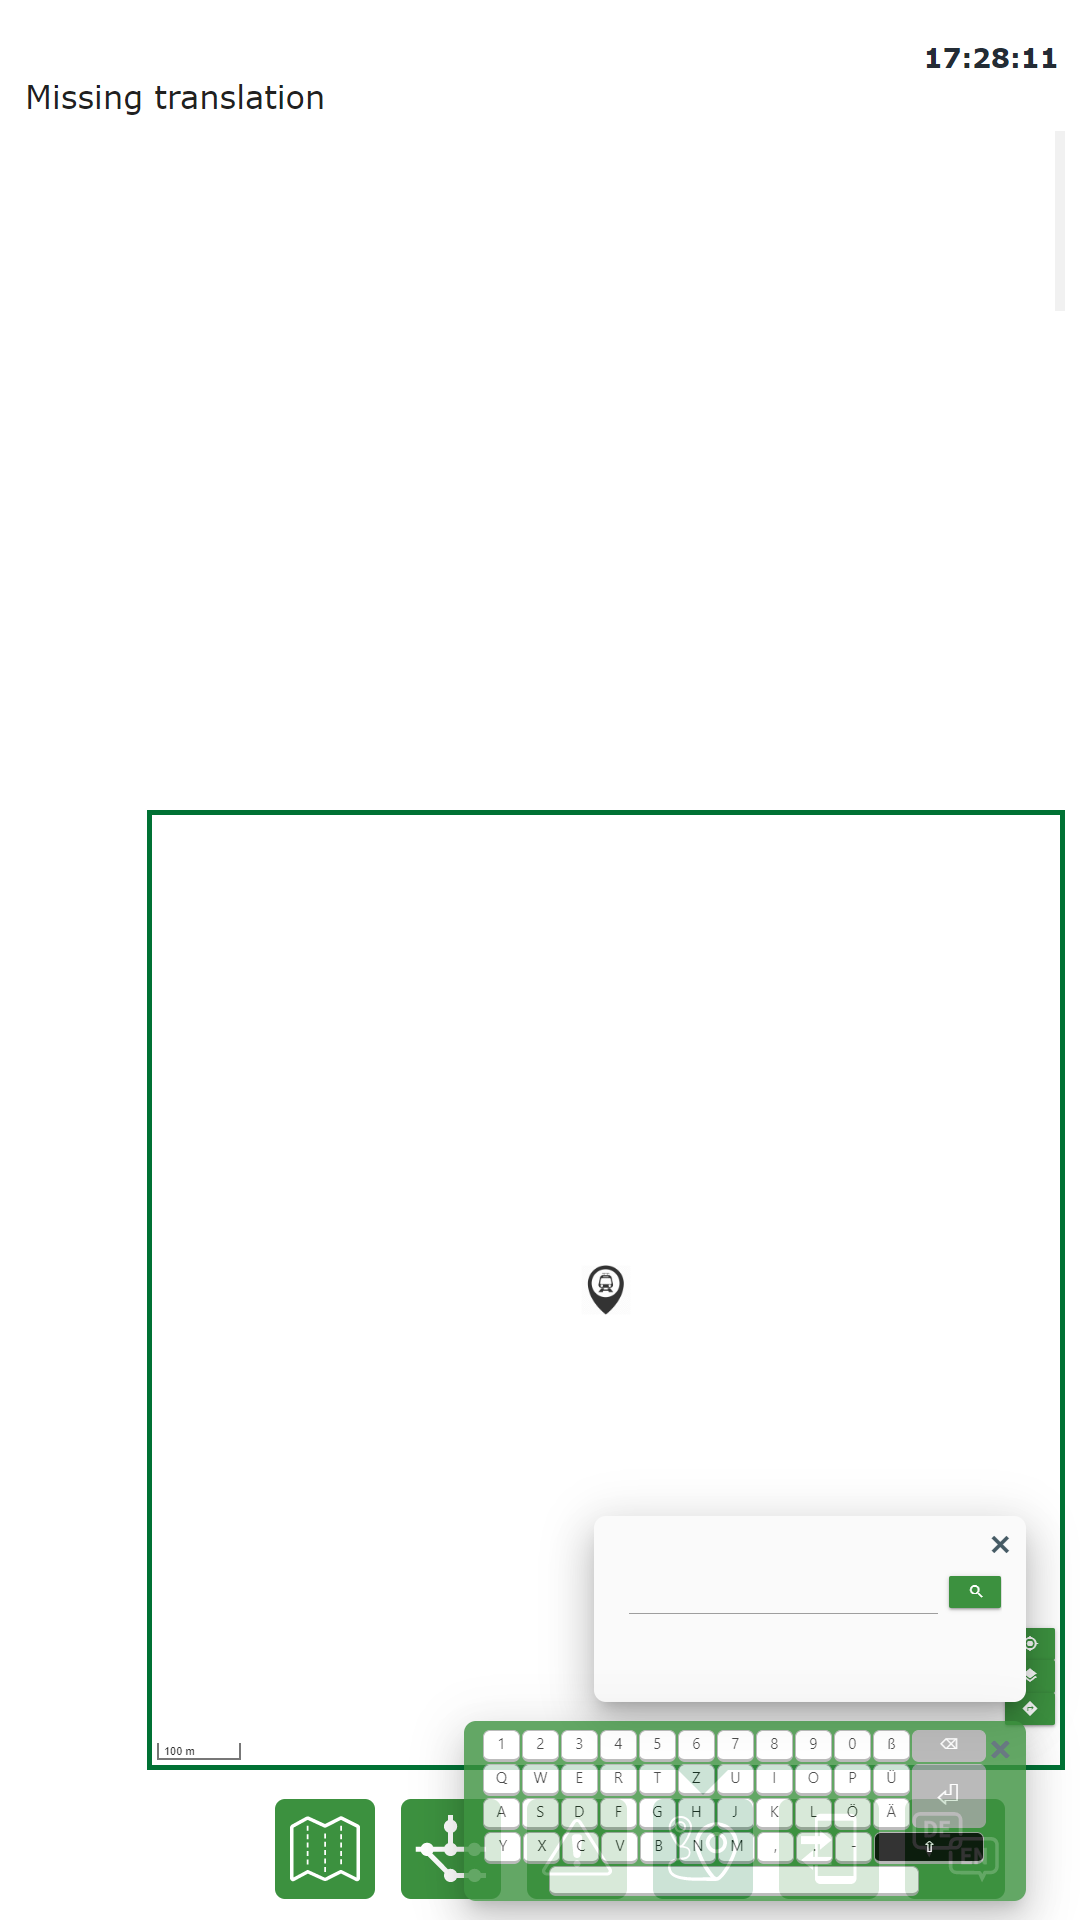 17:28:11
Missing translation
100 m
1 2 3 4 5 6 7 8 9 0 ß
Q W E R T Z U I O P Ü
A S D F G H J K L Ö Ä
Y X C V B N M , . -
DE
EN